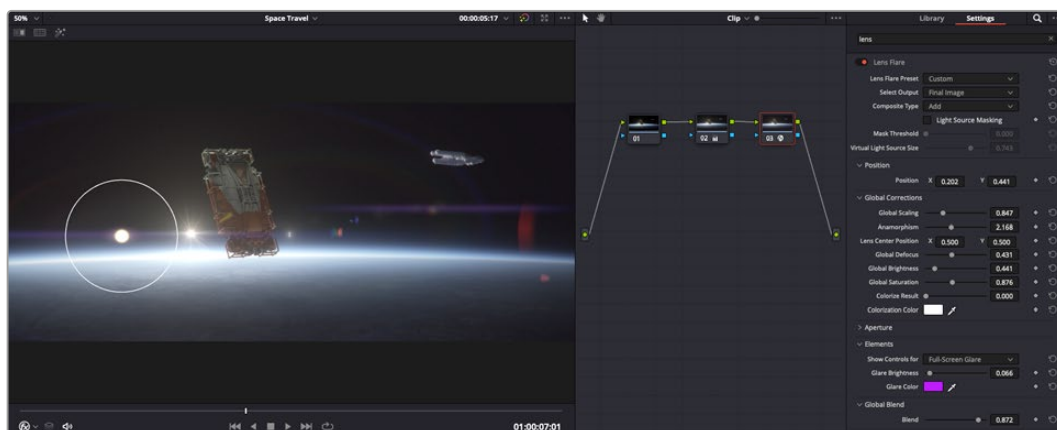 50%
Space Travel
00:00:05:17
Clip
Library
Settings
lens
Lens Flare
Lens Flare Preset Custom
Select Output Final Image
Composite Type Add
Light Source Masking
Mask Threshold 0.000
Virtual Light Source Size 0.763
Position
Position X 0.202 Y 0.441
Global Corrections
Global Scaling 0.847
Anamorphism 2.168
Lens Center Position X 0.500 Y 0.500
Global Defocus 0.431
Global Brightness 0.441
Global Saturation 0.876
Colorize Result 0.000
Colorization Color
Aperture
Elements
Show Controls for Full-Screen Glare
Glare Brightness 0.066
Glare Color
Global Blend
Blend 0.872
01
02
03
01:00:07:01